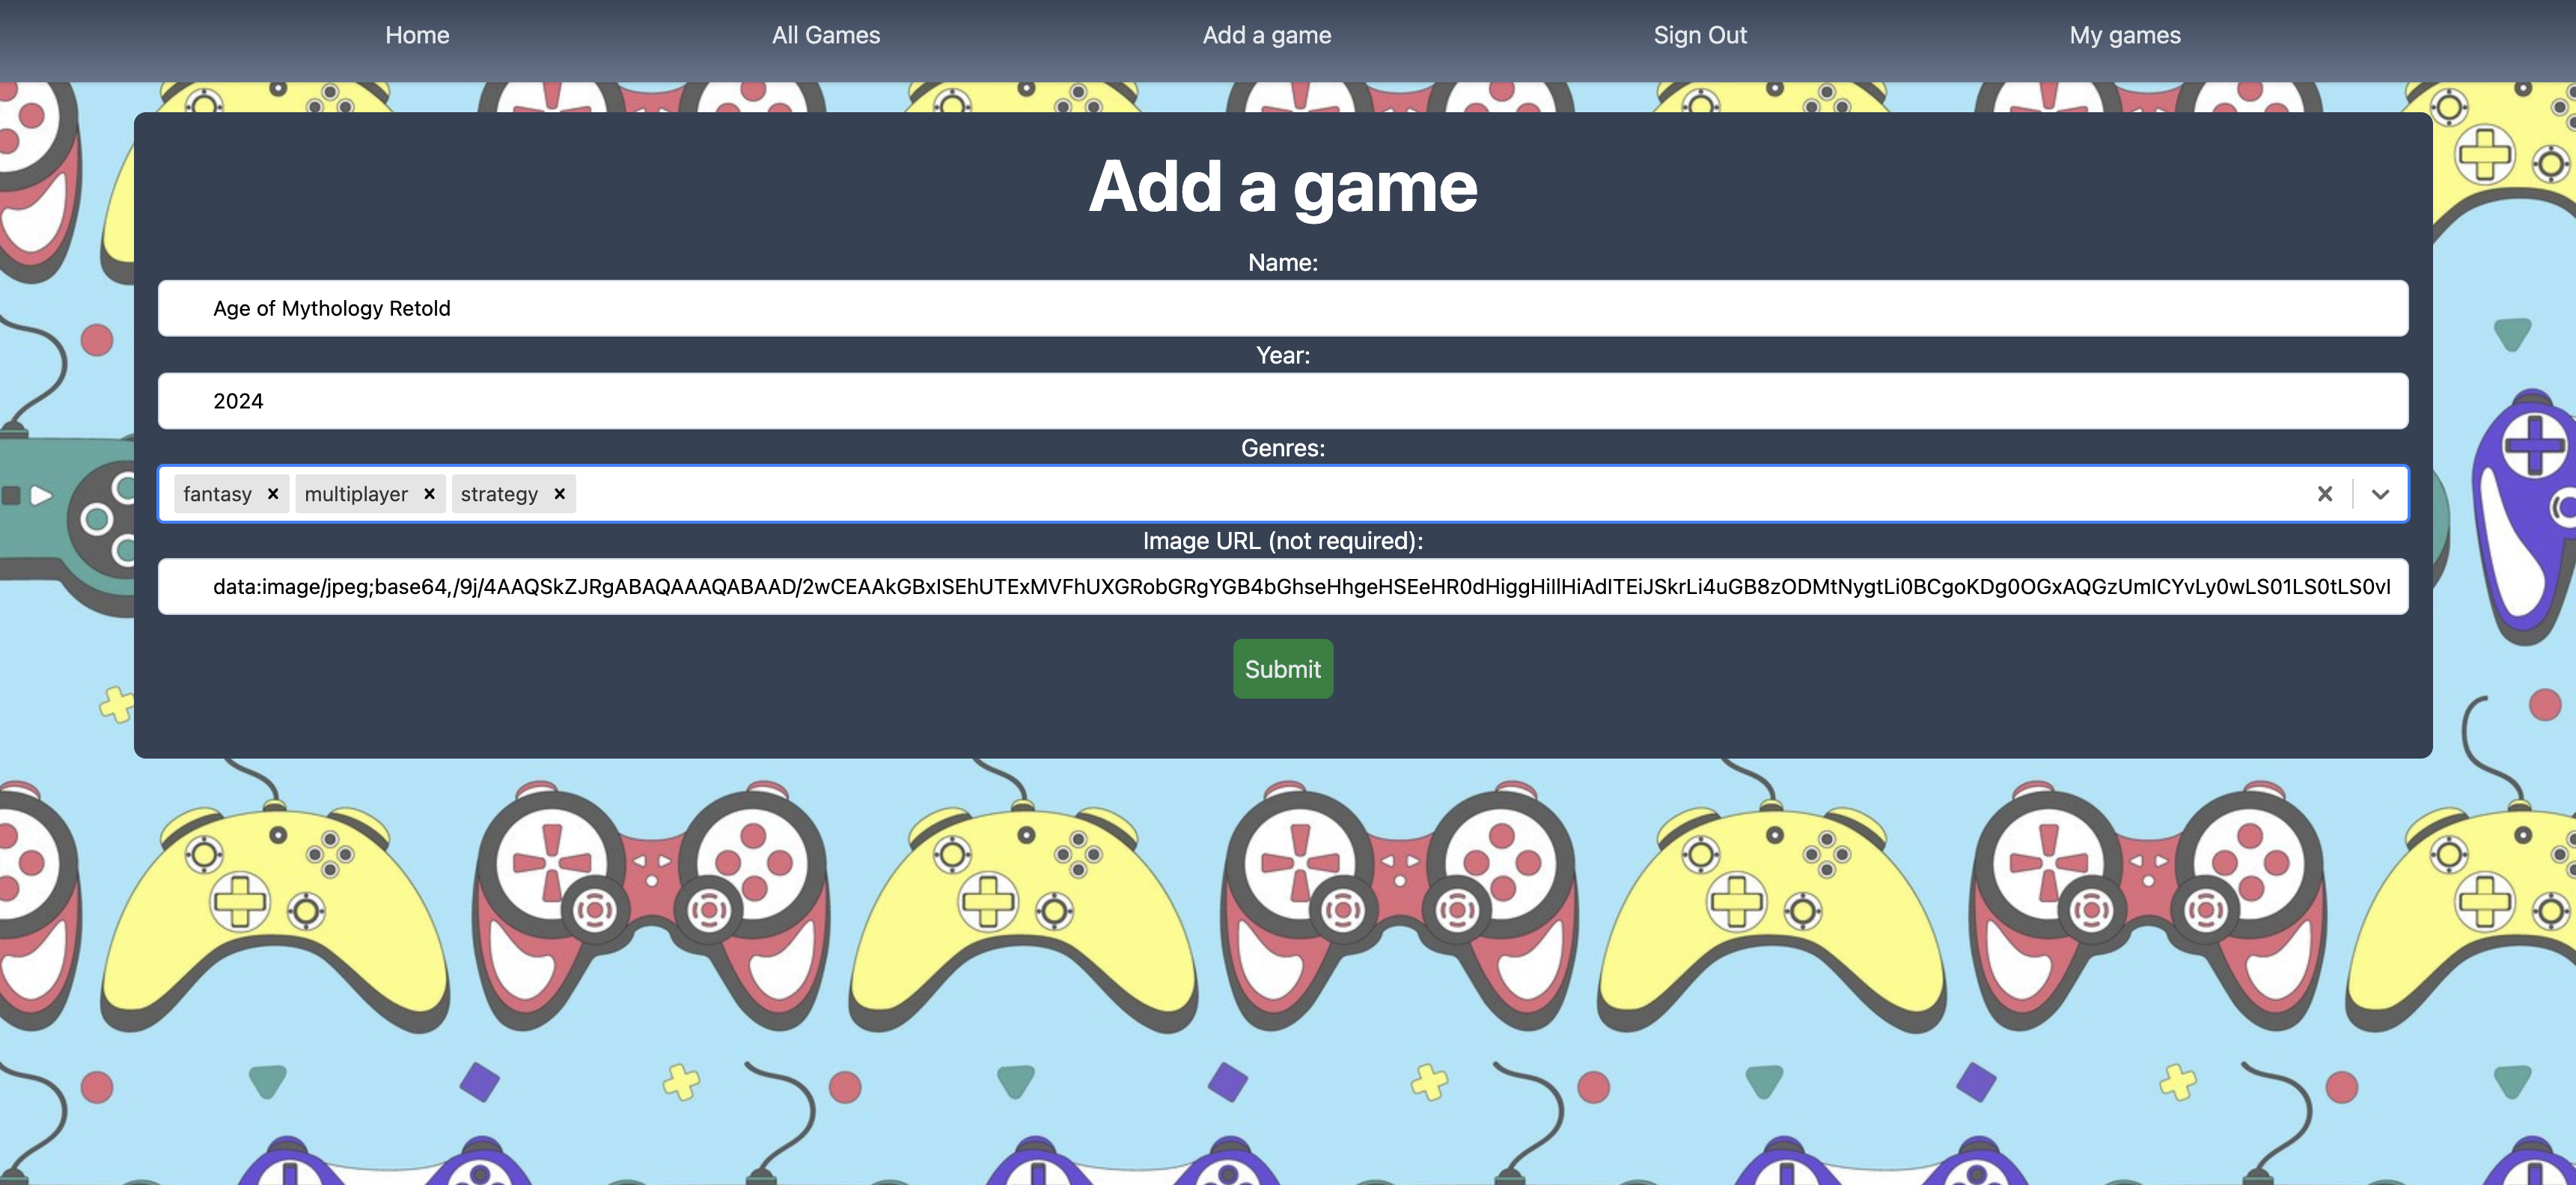 Home All Games Add a game Sign Out My games
Add a game
Name:
Age of Mythology Retold
Year:
2024
Genres:
fantasy multiplayer strategy
Image URL (not required):
data:image/jpeg;base64,/9j/4AAQSkZJRgABAQAAAQABAAD/2wCEAAkGBxISEhUTExMVFhUXGRobGRgYGB4bGhseHhgeHSEeHR0dHiggHillHiAdITEiJSkrLi4uGB8zODMtNygtLi0BCgoKDg0OGxAQGzUmICYvLy0wLS01LS0tLS0vl
Submit